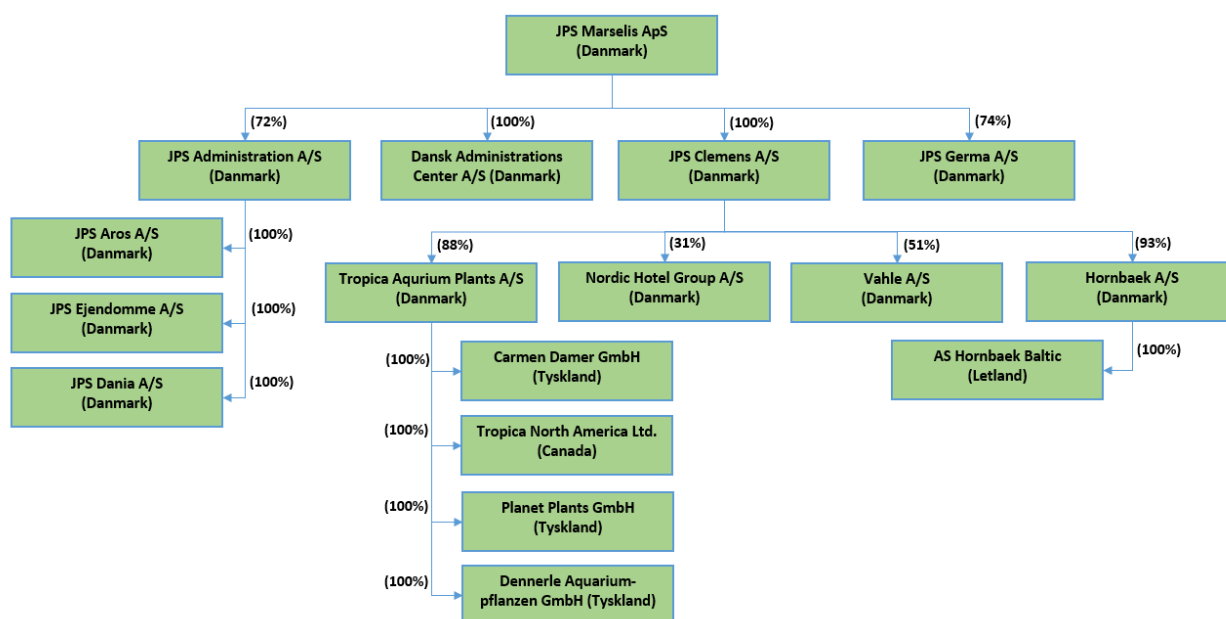 JPS Marselis ApS
(Danmark)
(72%)
(100%)
(100%)
(74%)
JPS Administration A/S
(Danmark)
Dansk Administrations
Center A/S (Danmark)
JPS Clemens A/S
(Danmark)
JPS Germa A/S
(Danmark)
JPS Aros A/S
(Danmark)
(100%)
JPS Ejendomme A/S
(Danmark)
(100%)
JPS Dania A/S
(Danmark)
(100%)
(88%)
(31%)
(51%)
(93%)
Tropica Aqurium Plants A/S
(Danmark)
Nordic Hotel Group A/S
(Danmark)
Vahle A/S
(Danmark)
Hornbaek A/S
(Danmark)
(100%)
Carmen Damer GmbH
(Tyskland)
(100%)
Tropica North America Ltd.
(Canada)
(100%)
Planet Plants GmbH
(Tyskland)
(100%)
Dennerle Aquarium-
pflanzen GmbH (Tyskland)
AS Hornbaek Baltic
(Letland)
(100%)